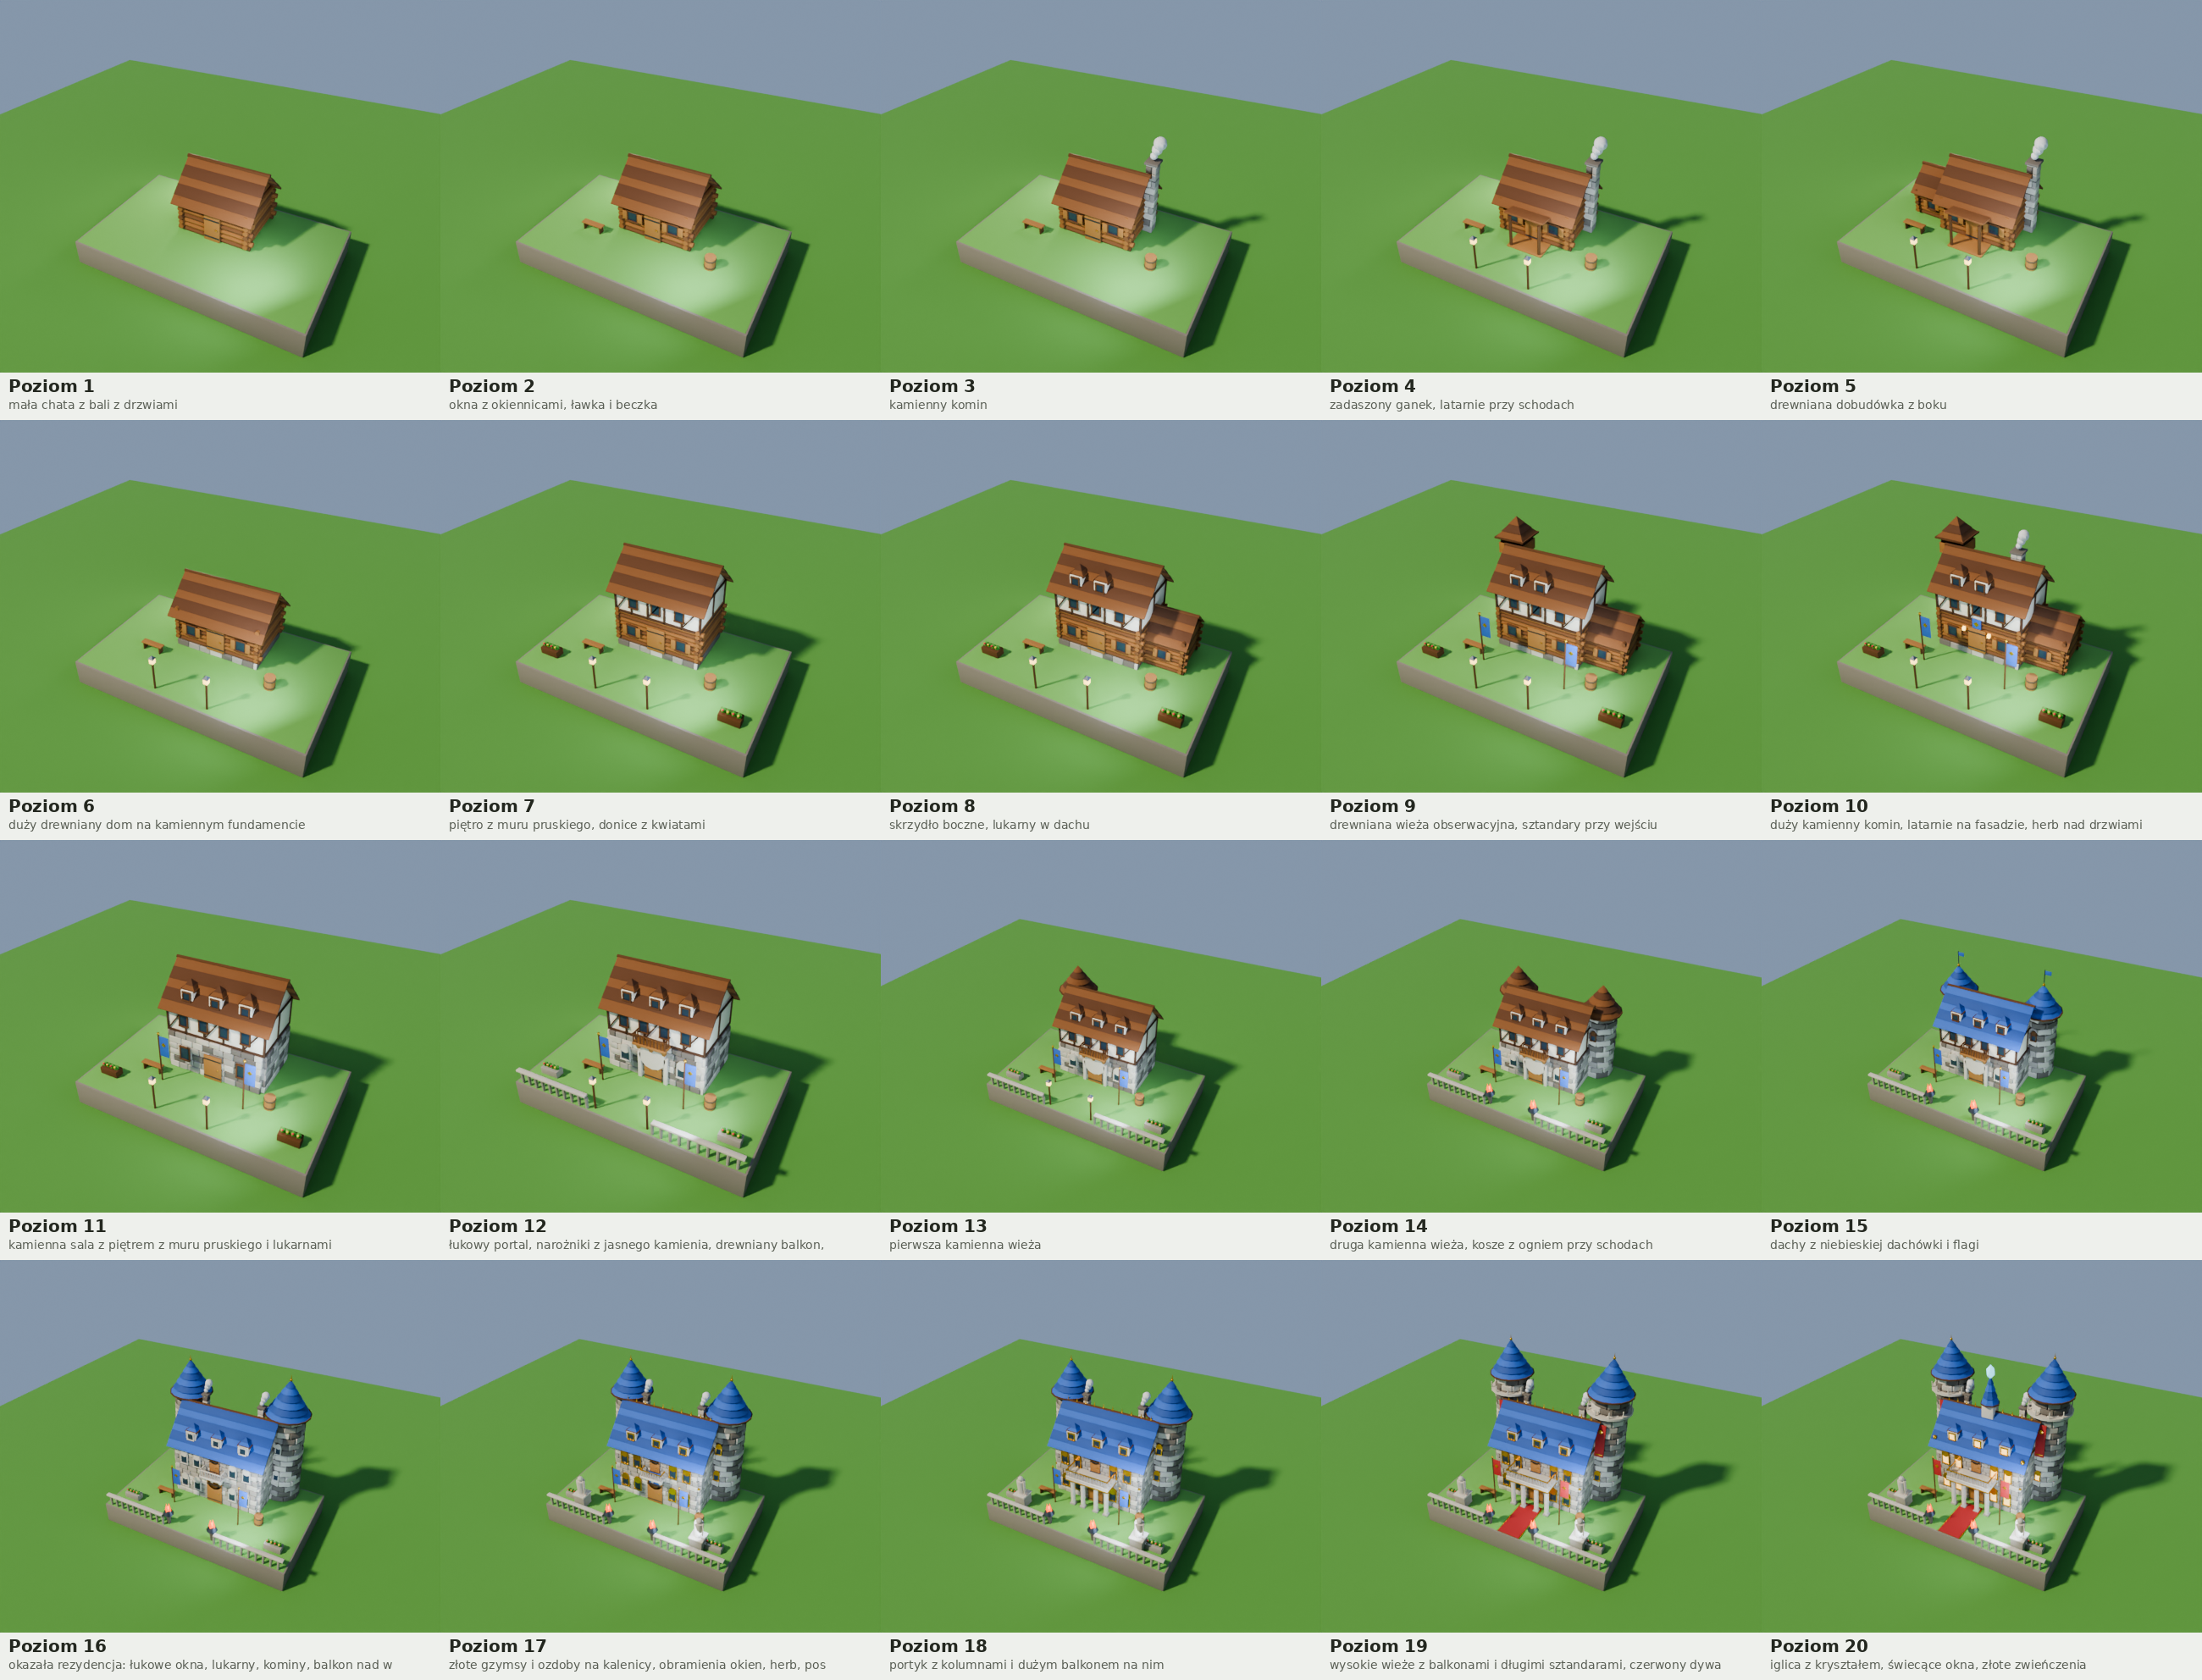 Poziom 1
mała chata z bali z drzwiami
Poziom 2
okna z okiennicami, ławka i beczka
Poziom 3
kamienny komin
Poziom 4
zadaszony ganek, latarnie przy schodach
Poziom 5
drewniana dobudówka z boku
Poziom 6
duży drewniany dom na kamiennym fundamencie
Poziom 7
piętro z muru pruskiego, donice z kwiatami
Poziom 8
skrzydło boczne, lukarny w dachu
Poziom 9
drewniana wieża obserwacyjna, sztandary przy wejściu
Poziom 10
duży kamienny komin, latarnie na fasadzie, herb nad drzwiami
Poziom 11
kamienna sala z piętrem z muru pruskiego i lukarnami
Poziom 12
łukowy portal, narożniki z jasnego kamienia, drewniany balkon,
Poziom 13
pierwsza kamienna wieża
Poziom 14
druga kamienna wieża, kosze z ogniem przy schodach
Poziom 15
dachy z niebieskiej dachówki i flagi
Poziom 16
okazała rezydencja: łukowe okna, lukarny, kominy, balkon nad w
Poziom 17
złote gzymsy i ozdoby na kalenicy, obramienia okien, herb, pos
Poziom 18
portyk z kolumnami i dużym balkonem na nim
Poziom 19
wysokie wieże z balkonami i długimi sztandarami, czerwony dywa
Poziom 20
iglica z kryształem, świecące okna, złote zwieńczenia